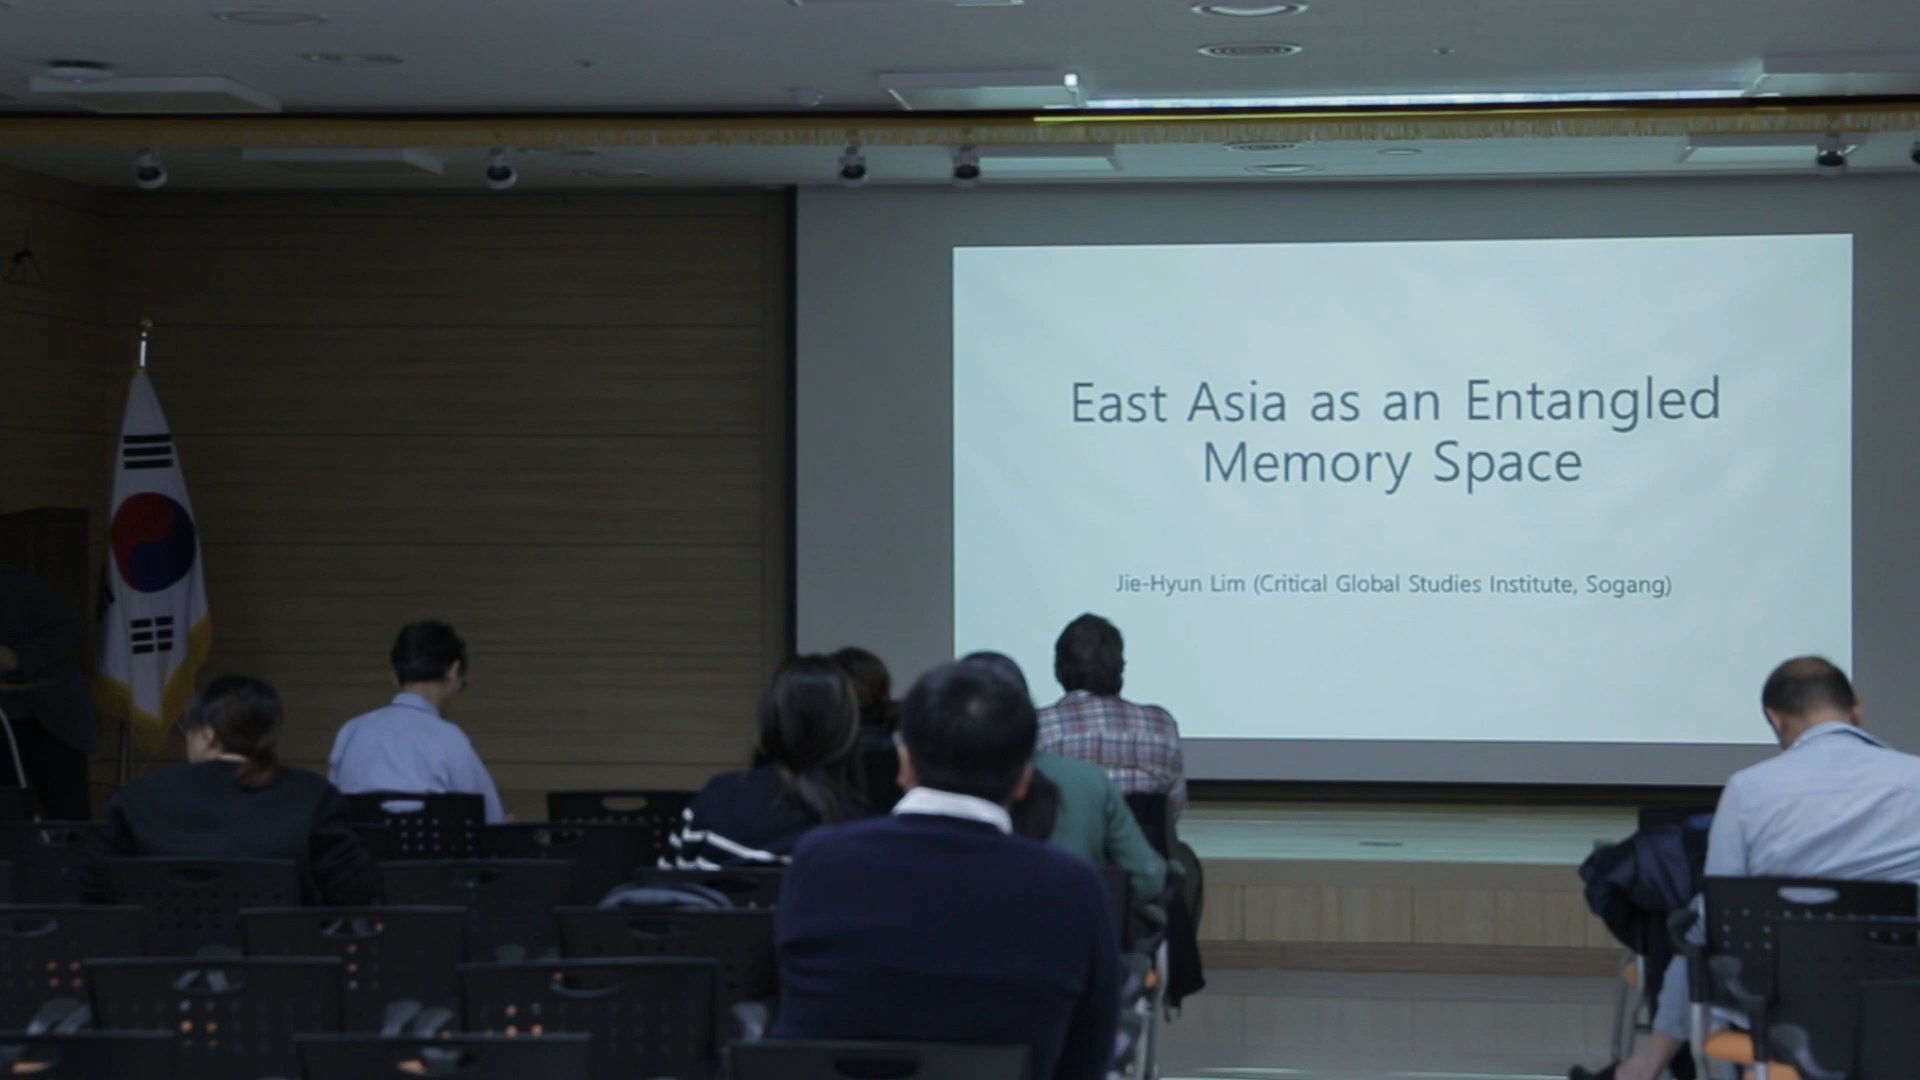 East Asia as an Entangled
Memory Space
Jie-Hyun Lim (Critical Global Studies Institute, Sogang)